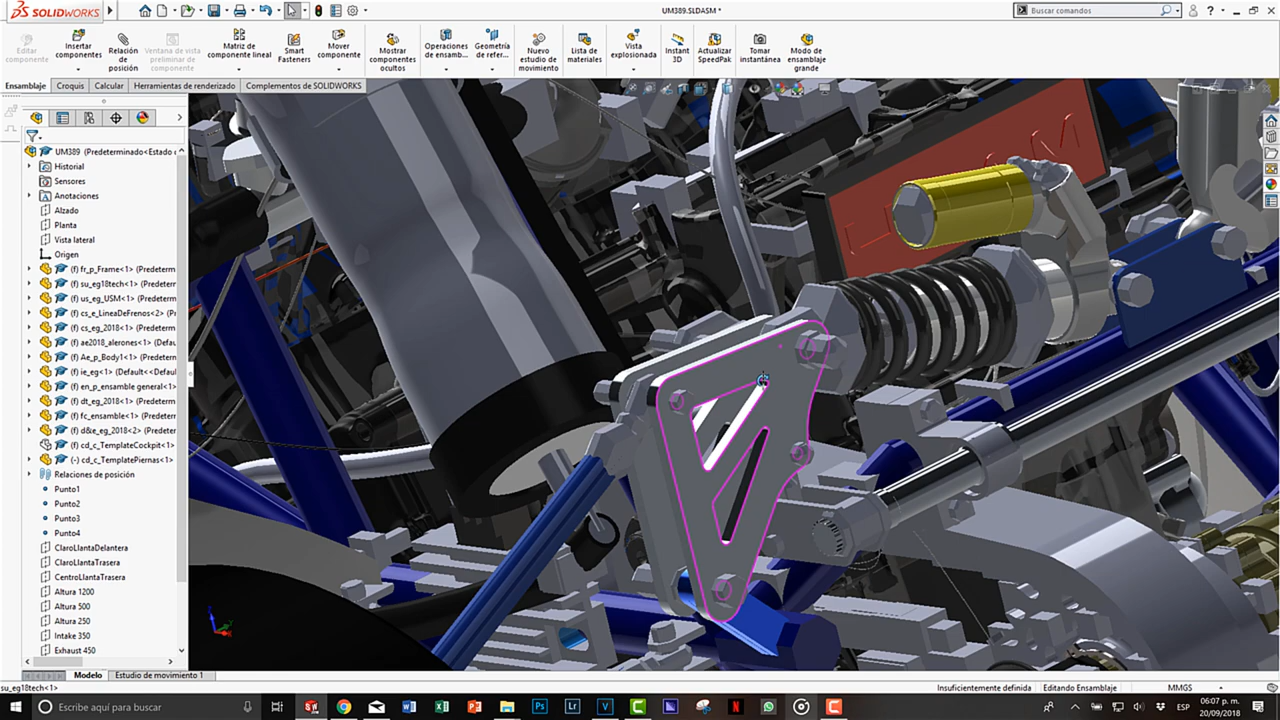 SOLIDWORKS
UM389.SLDASM *
Buscar comandos
Editar componente
Insertar componentes
Relación de posición
Ventana de vista preliminar de componente
Matriz de componente lineal
Smart Fasteners
Mover componente
Mostrar componentes ocultos
Operaciones de ensamb...
Geometría de refer...
Nuevo estudio de movimiento
Lista de materiales
Vista explosionada
Instant 3D
Actualizar SpeedPak
Tomar instantánea
Modo de ensamblaje grande
Ensamblaje
Croquis
Calcular
Herramientas de renderizado
Complementos de SOLIDWORKS
UM389 (Predeterminado<Estado
Historial
Sensores
Anotaciones
Alzado
Planta
Vista lateral
Origen
(f) fr_p_Frame<1> (Predeterm
(f) su_eg18tech<1> (Predeterm
(f) us_eg_USM<1> (Predeterm
(f) cs_e_LineaDeFrenos<2> (Pr
(f) cs_eg_2018<1> (Predeterm
(f) ae2018_alerones<1> (Defau
(f) Ae_p_Body1<1> (Predeterm
(f) ie_eg<1> (Default<<Default
(f) en_p_ensamble general<1>
(f) dt_eg_2018<1> (Predeterm
(f) fc_ensamble<1> (Predeterm
(f) d&e_eg_2018<2> (Predeterm
(f) cd_c_TemplateCockpit<1>
(-) cd_c_TemplatePiernas<1>
Relaciones de posición
Punto1
Punto2
Punto3
Punto4
ClaroLlantaDelantera
ClaroLlantaTrasera
CentroLlantaTrasera
Altura 1200
Altura 500
Altura 250
Intake 350
Exhaust 450
Modelo
Estudio de movimiento 1
su_eg18tech<1>
Insuficientemente definida
Editando Ensamblaje
MMGS
Escribe aquí para buscar
ESP
06:07 p. m.
20/09/2018